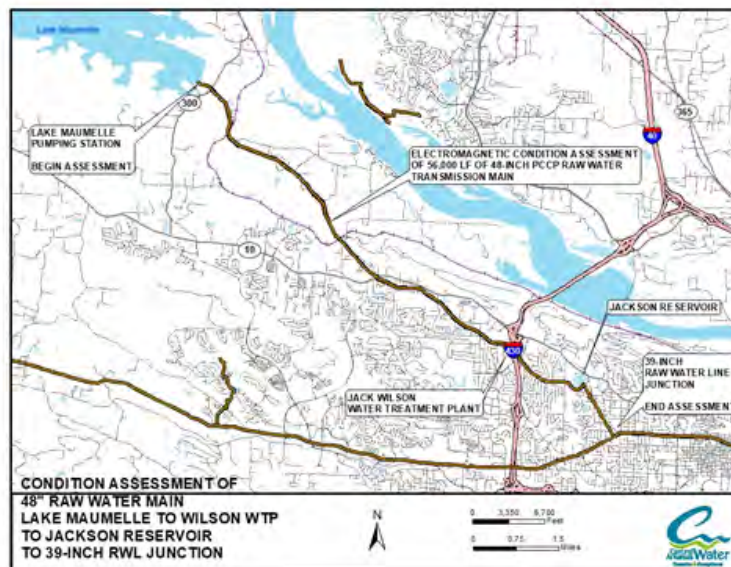 Lake Maumelle
300
LAKE MAUMELLE
PUMPING STATION
BEGIN ASSESSMENT
ELECTROMAGNETIC CONDITION ASSESSMENT
OF 56,000 LF OF 48-INCH PCCP RAW WATER
TRANSMISSION MAIN
365
40
10
JACKSON RESERVOIR
430
39-INCH
RAW WATER LINE
JUNCTION
END ASSESSMENT
JACK WILSON
WATER TREATMENT PLANT
CONDITION ASSESSMENT OF
48" RAW WATER MAIN
LAKE MAUMELLE TO WILSON WTP
TO JACKSON RESERVOIR
TO 39-INCH RWL JUNCTION
N
0 3,350 6,700
Feet
0 0.75 1.5
Miles
Water